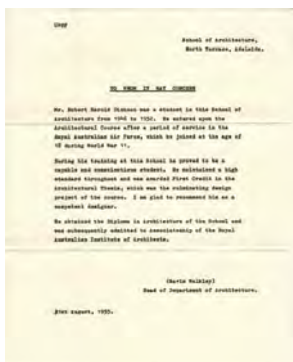 COPY
School of Architecture,
North Terrace, Adelaide.
TO WHOM IT MAY CONCERN
Mr. Robert Harold Dickson was a student in this School of
Architecture from 1946 to 1952. He entered upon the
Architectural Course after a period of service in the
Royal Australian Air Force, which he joined at the age of
18 during World War 11.
During his training at this School he proved to be a
capable and conscientious student. He maintained a high
standard throughout and was awarded First Credit in the
Architectural Thesis, which was the culminating design
project of the course. I am glad to recommend him as a
competent designer.
He obtained the Diploma in Architecture of the School and
was subsequently admitted to Associateship of the Royal
Australian Institute of Architects.
(Gavin Walkley)
Head of Department of Architecture.
31st August, 1955.